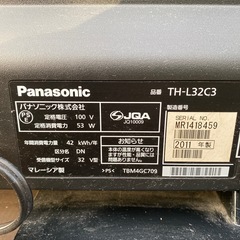 Panasonic 品番 TH-L32C3
パナソニック株式会社
定格電圧 100 V
定格消費電力 53 W
JQA
JQ10009
製造番号
SERIAL NO.
MR1418459
2011 年製
年間消費電力量 42 kWh/年
区分名 DN
受信機型サイズ 32 V型
マレーシア製
お知らせ
>PS< TBM4GC709